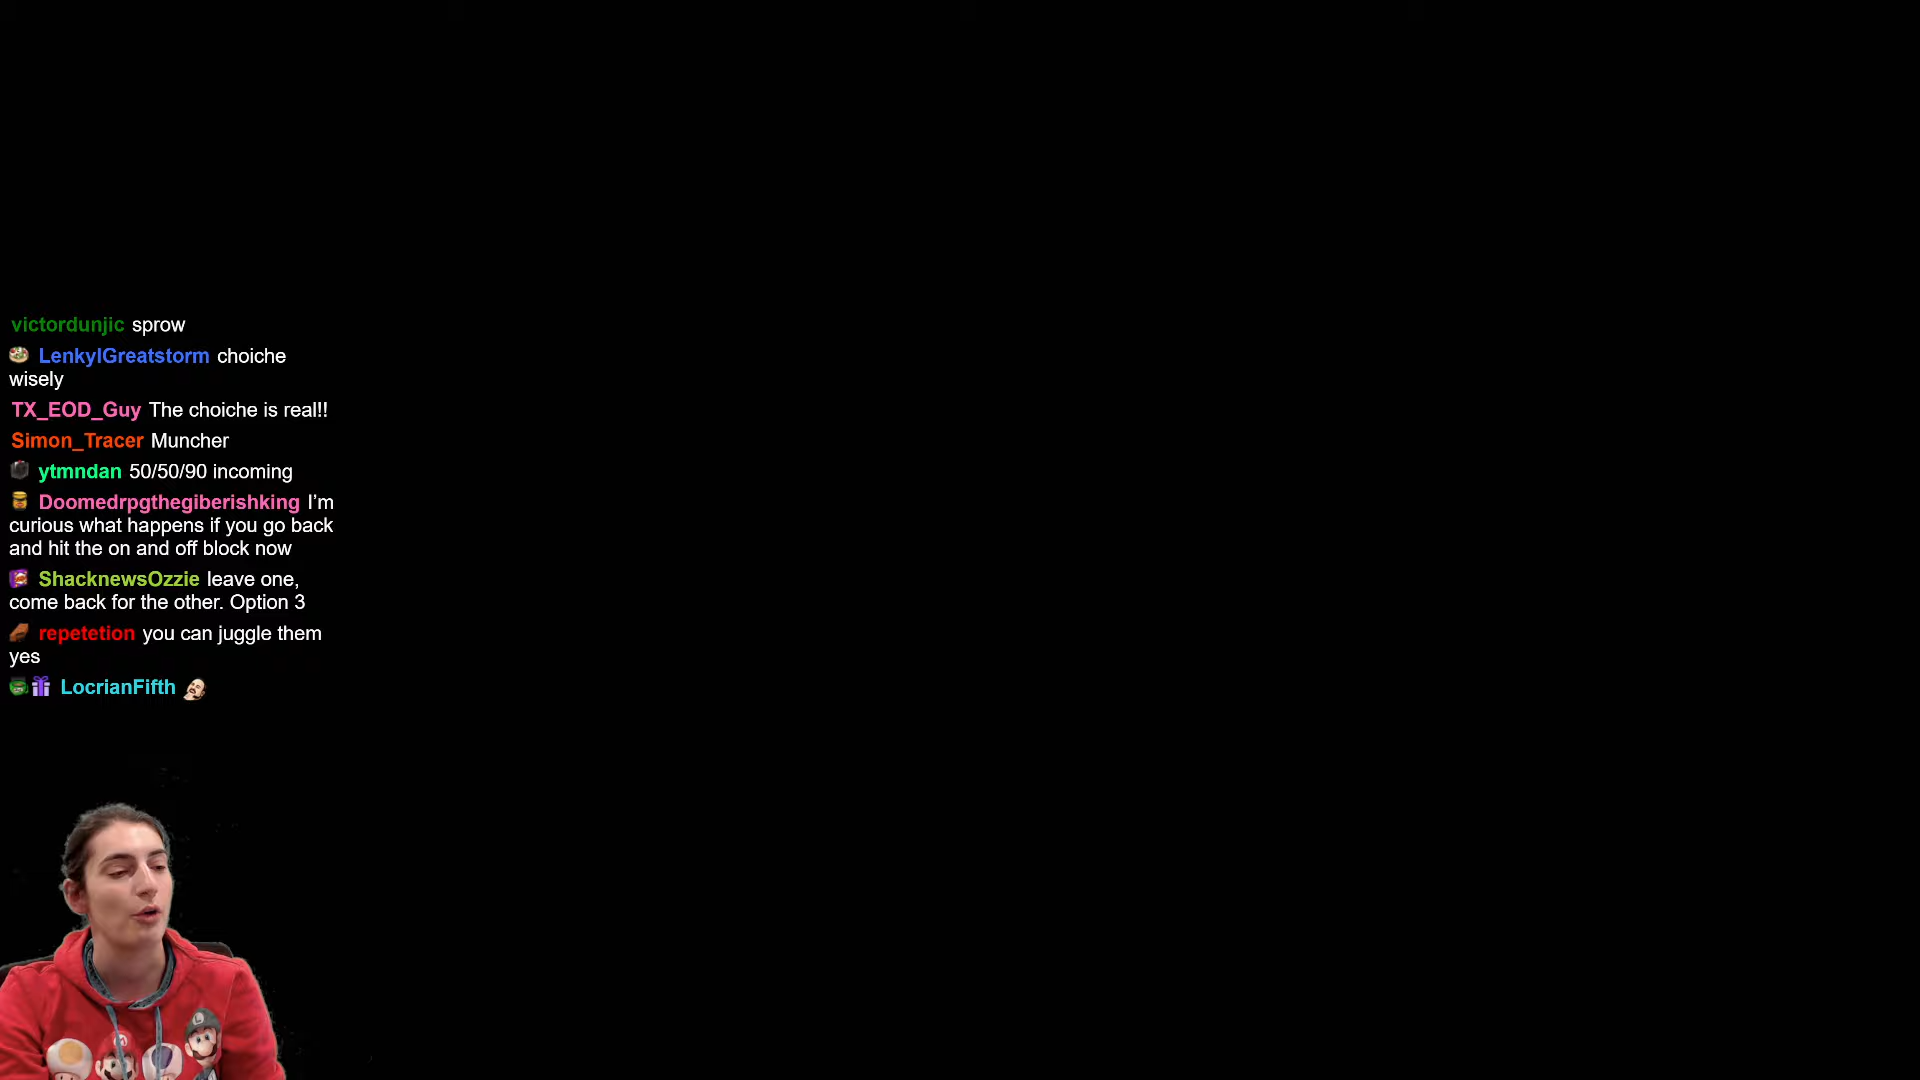 victordunjic sprow
LenkylGreatstorm choiche
wisely
TX_EOD_Guy The choiche is real!!
Simon_Tracer Muncher
ytmndan 50/50/90 incoming
Doomedrpgthegiberishking I’m
curious what happens if you go back
and hit the on and off block now
ShacknewsOzzie leave one,
come back for the other. Option 3
repetetion you can juggle them
yes
LocrianFifth